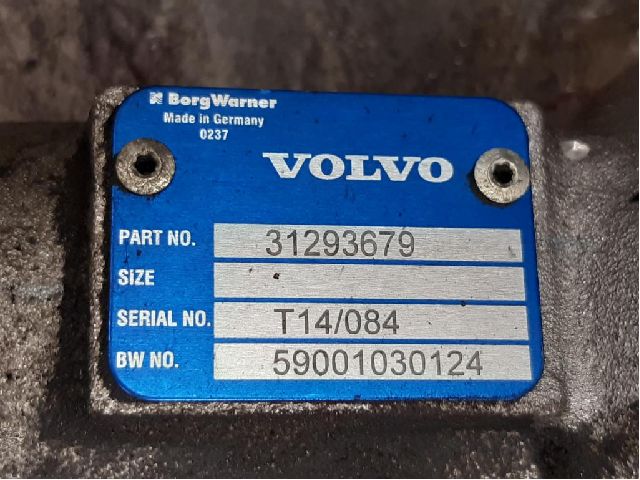 BorgWarner
Made in Germany
0237
VOLVO
PART NO. 31293679
SIZE
SERIAL NO. T14/084
BW NO. 59001030124